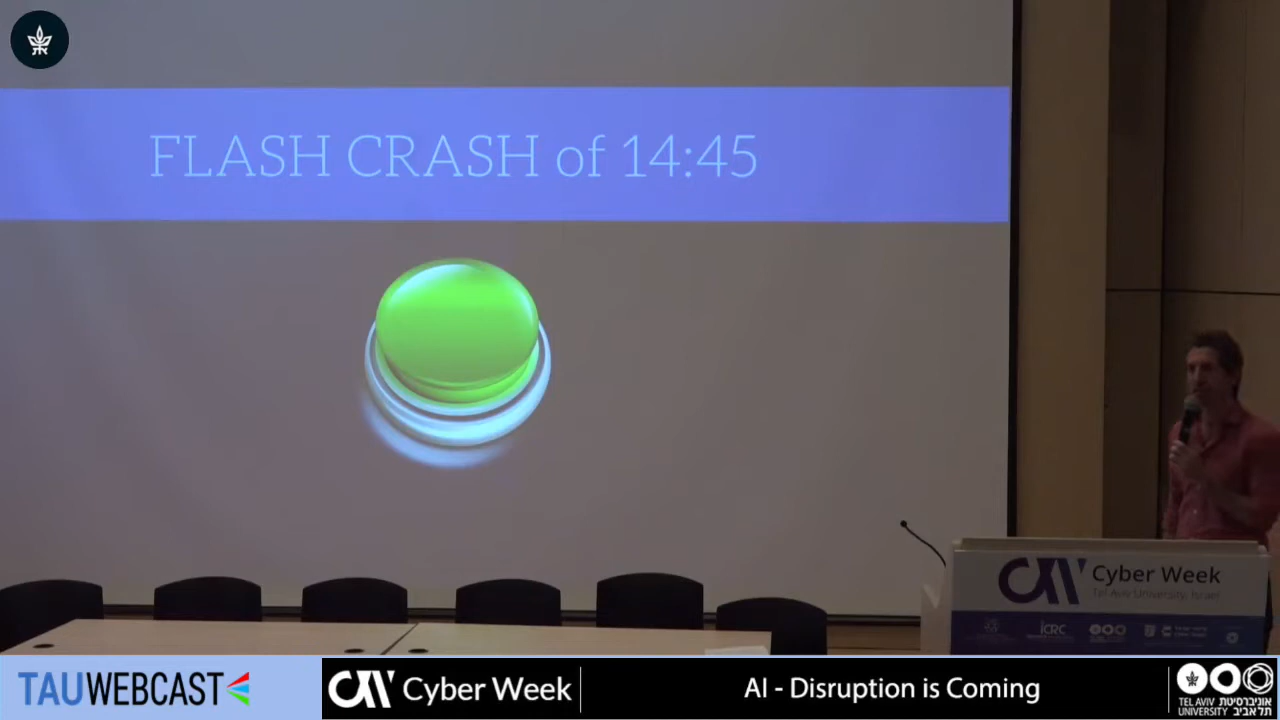 FLASH CRASH of 14:45
Cyber Week
Tel Aviv University, Israel
iCRC
TAUWEBCAST
Cyber Week
AI - Disruption is Coming
TEL AVIV
UNIVERSITY
אוניברסיטת
תל אביב